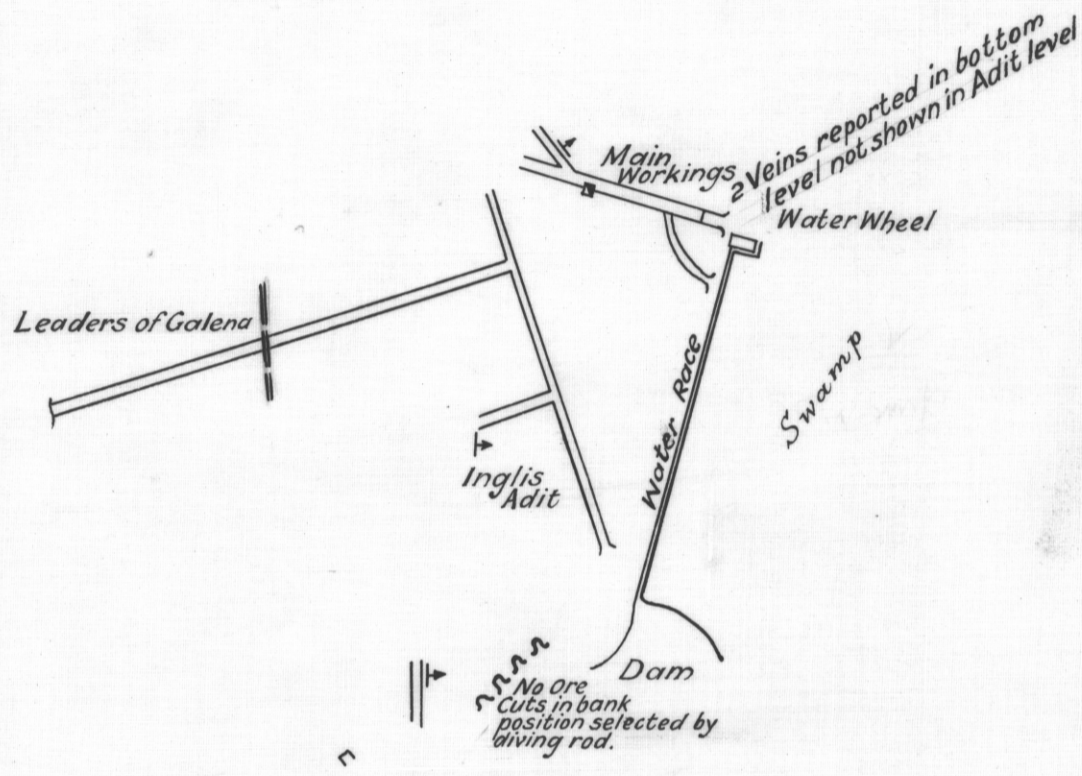 2 Veins reported in bottom
level not shown in Adit level
Main
Workings
Water Wheel
Leaders of Galena
Water Race
Swamp
Inglis
Adit
Dam
No Ore
Cuts in bank
position selected by
diving rod.